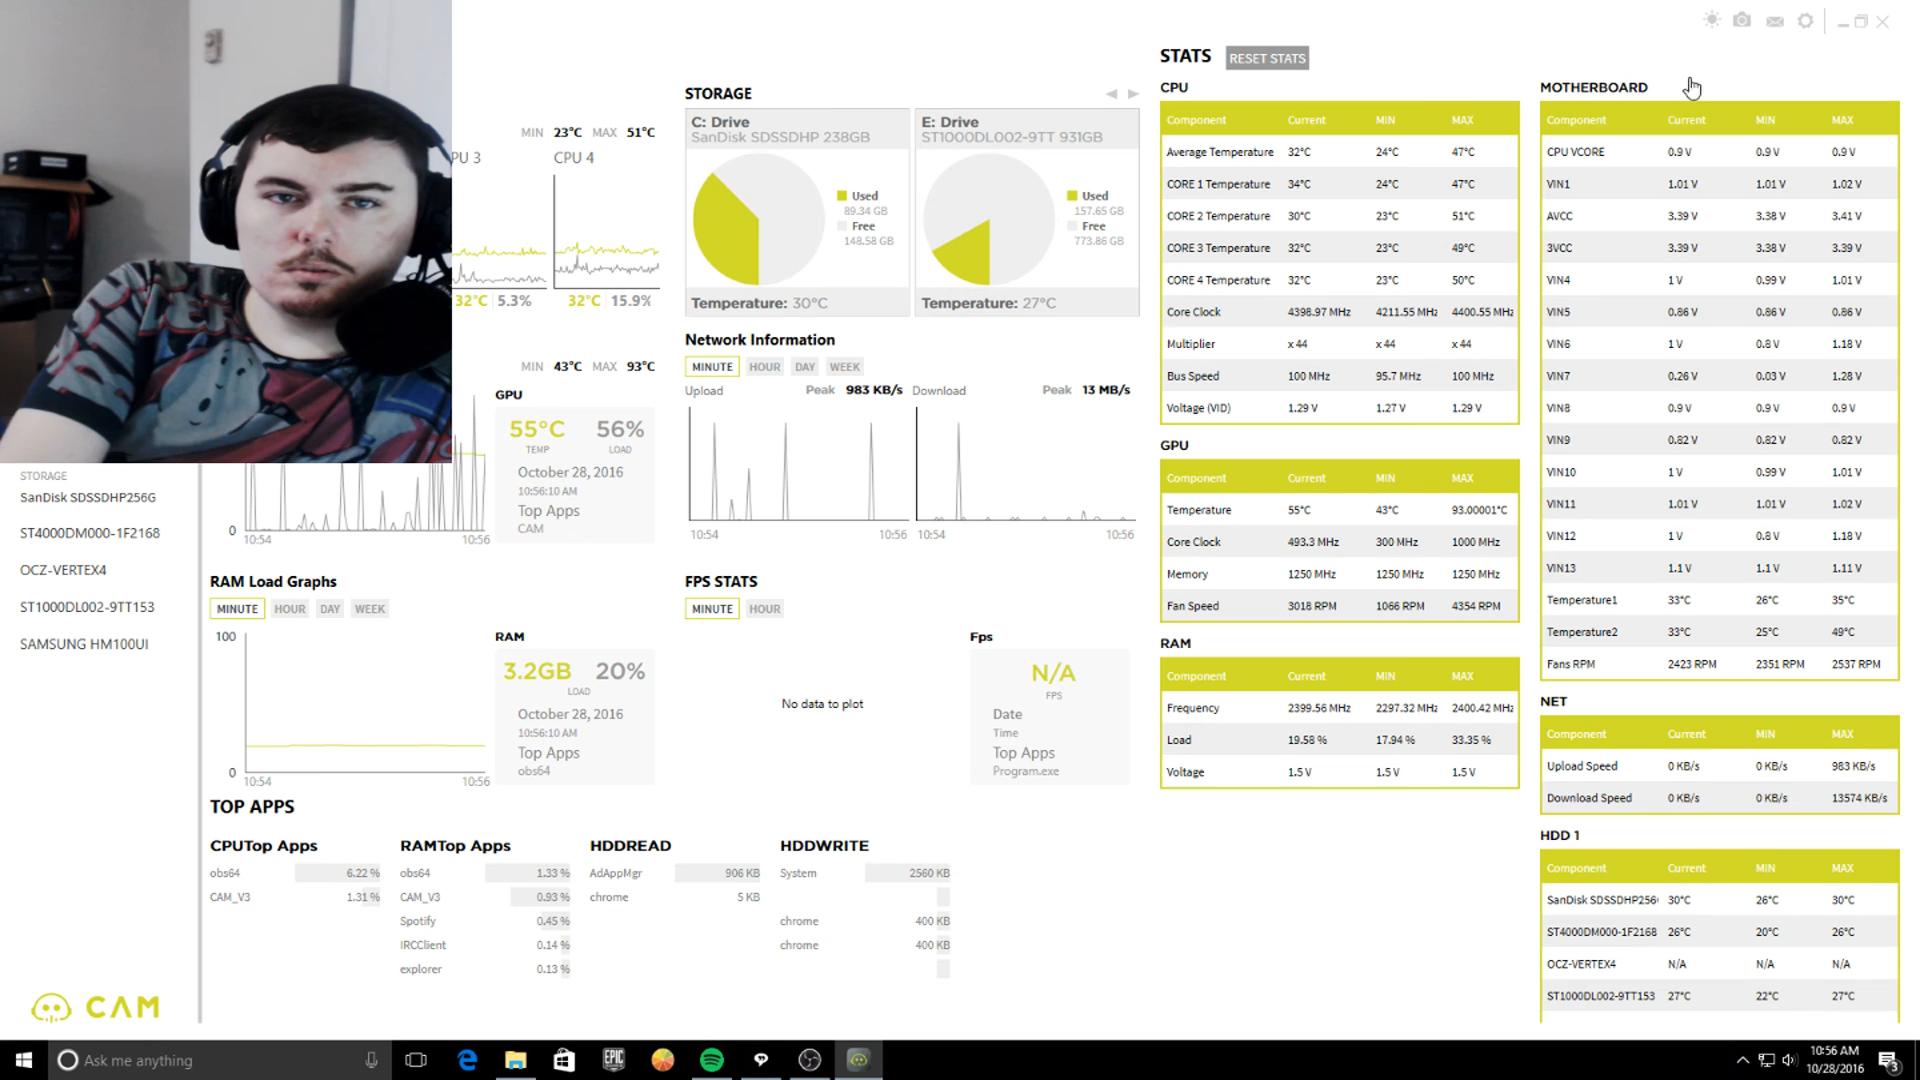 MIN 23°C MAX 51°C
PU 3
CPU 4
32°C 5.3%
32°C 15.9%
MIN 43°C MAX 93°C
GPU
55°C 56%
TEMP LOAD
October 28, 2016
10:56:10 AM
Top Apps
CAM
0
10:54 10:56
STORAGE
SanDisk SDSSDHP256G
ST4000DM000-1F2168
OCZ-VERTEX4
ST1000DL002-9TT153
SAMSUNG HM100UI
CAM
RAM Load Graphs
MINUTE HOUR DAY WEEK
100
0
10:54 10:56
RAM
3.2GB 20%
LOAD
October 28, 2016
10:56:10 AM
Top Apps
obs64
STORAGE
C: Drive
SanDisk SDSSDHP 238GB
Used
89.34 GB
Free
148.58 GB
Temperature: 30°C
E: Drive
ST1000DL002-9TT 931GB
Used
157.65 GB
Free
773.86 GB
Temperature: 27°C
Network Information
MINUTE HOUR DAY WEEK
Upload Peak 983 KB/s
10:54 10:56
Download Peak 13 MB/s
10:54 10:56
FPS STATS
MINUTE HOUR
No data to plot
Fps
N/A
FPS
Date
Time
Top Apps
Program.exe
TOP APPS
CPUTop Apps
obs64 6.22 %
CAM_V3 1.31 %
RAMTop Apps
obs64 1.33 %
CAM_V3 0.93 %
Spotify 0.45 %
IRCClient 0.14 %
explorer 0.13 %
HDDREAD
AdAppMgr 906 KB
chrome 5 KB
HDDWRITE
System 2560 KB
chrome 400 KB
chrome 400 KB
STATS RESET STATS
CPU
Component Current MIN MAX
Average Temperature 32°C 24°C 47°C
CORE 1 Temperature 34°C 24°C 47°C
CORE 2 Temperature 30°C 23°C 51°C
CORE 3 Temperature 32°C 23°C 49°C
CORE 4 Temperature 32°C 23°C 50°C
Core Clock 4398.97 MHz 4211.55 MHz 4400.55 MHz
Multiplier x 44 x 44 x 44
Bus Speed 100 MHz 95.7 MHz 100 MHz
Voltage (VID) 1.29 V 1.27 V 1.29 V
GPU
Component Current MIN MAX
Temperature 55°C 43°C 93.00001°C
Core Clock 493.3 MHz 300 MHz 1000 MHz
Memory 1250 MHz 1250 MHz 1250 MHz
Fan Speed 3018 RPM 1066 RPM 4354 RPM
RAM
Component Current MIN MAX
Frequency 2399.56 MHz 2297.32 MHz 2400.42 MHz
Load 19.58 % 17.94 % 33.35 %
Voltage 1.5 V 1.5 V 1.5 V
MOTHERBOARD
Component Current MIN MAX
CPU VCORE 0.9 V 0.9 V 0.9 V
VIN1 1.01 V 1.01 V 1.02 V
AVCC 3.39 V 3.38 V 3.41 V
3VCC 3.39 V 3.38 V 3.39 V
VIN4 1 V 0.99 V 1.01 V
VIN5 0.86 V 0.86 V 0.86 V
VIN6 1 V 0.8 V 1.18 V
VIN7 0.26 V 0.03 V 1.28 V
VIN8 0.9 V 0.9 V 0.9 V
VIN9 0.82 V 0.82 V 0.82 V
VIN10 1 V 0.99 V 1.01 V
VIN11 1.01 V 1.01 V 1.02 V
VIN12 1 V 0.8 V 1.18 V
VIN13 1.1 V 1.1 V 1.11 V
Temperature1 33°C 26°C 35°C
Temperature2 33°C 25°C 49°C
Fans RPM 2423 RPM 2351 RPM 2537 RPM
NET
Component Current MIN MAX
Upload Speed 0 KB/s 0 KB/s 983 KB/s
Download Speed 0 KB/s 0 KB/s 13574 KB/s
HDD 1
Component Current MIN MAX
SanDisk SDSSDHP256 30°C 26°C 30°C
ST4000DM000-1F2168 26°C 20°C 26°C
OCZ-VERTEX4 N/A N/A N/A
ST1000DL002-9TT153 27°C 22°C 27°C
Ask me anything
EPIC GAMES
10:56 AM
10/28/2016
3